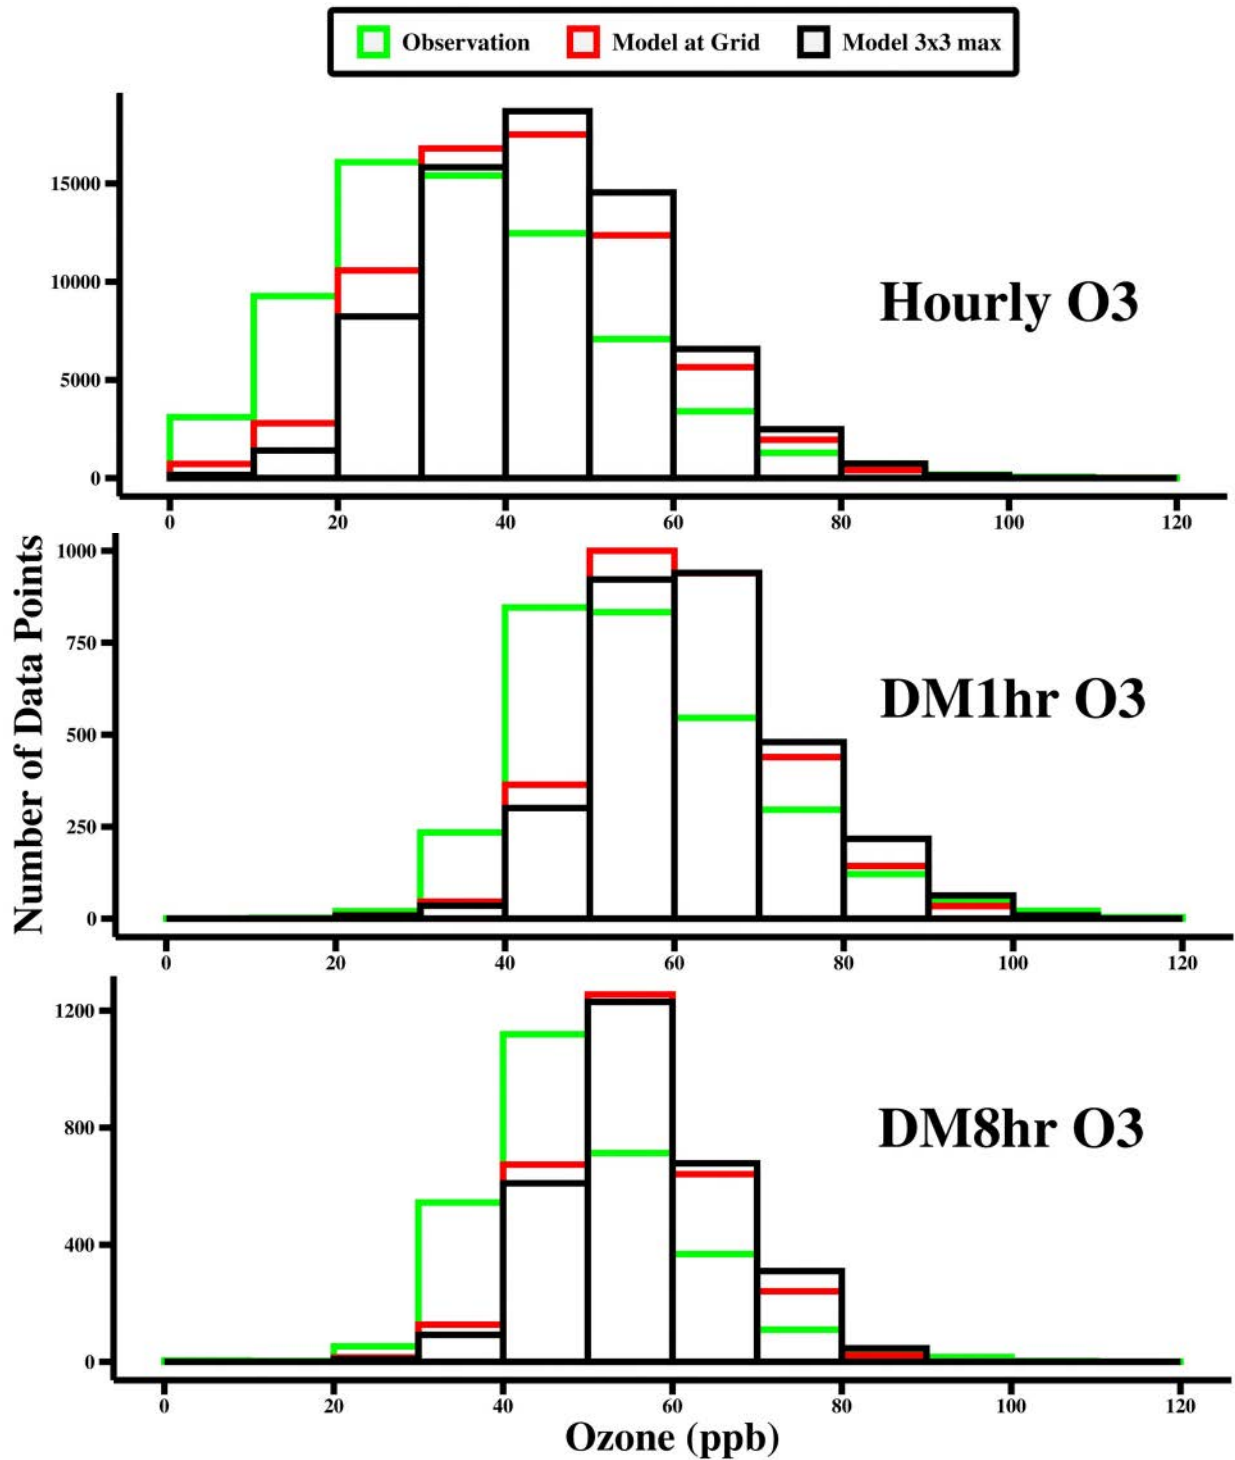 Observation Model at Grid Model 3x3 max
15000
10000
5000
0
Hourly O3
0 20 40 60 80 100 120
Number of Data Points
1000
750
500
250
0
DM1hr O3
0 20 40 60 80 100 120
1200
800
400
0
DM8hr O3
0 20 40 60 80 100 120
Ozone (ppb)